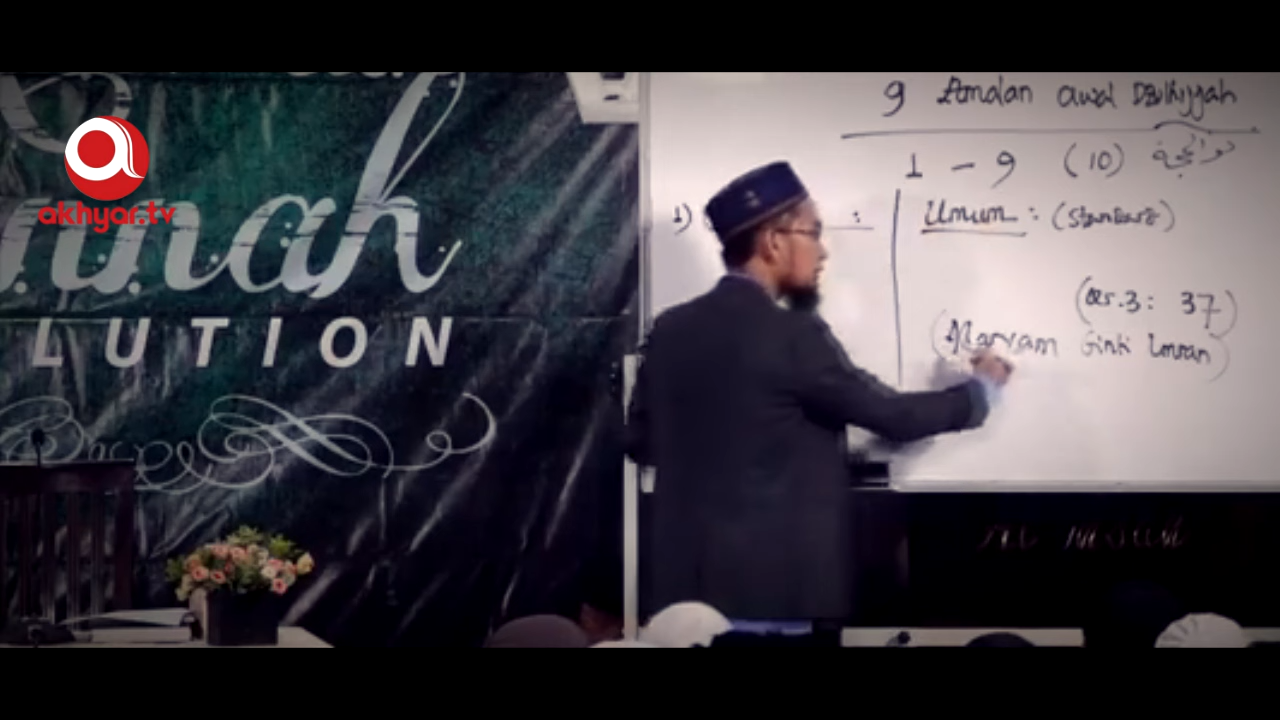 akhyar.tv
unnah
LUTION
9 Amalan awal Dzulhijjah
1 - 9 (10) ذو الحجة
1) :
Umum : (Standard)
(Qs. 3: 37)
(Maryam binti Imran)